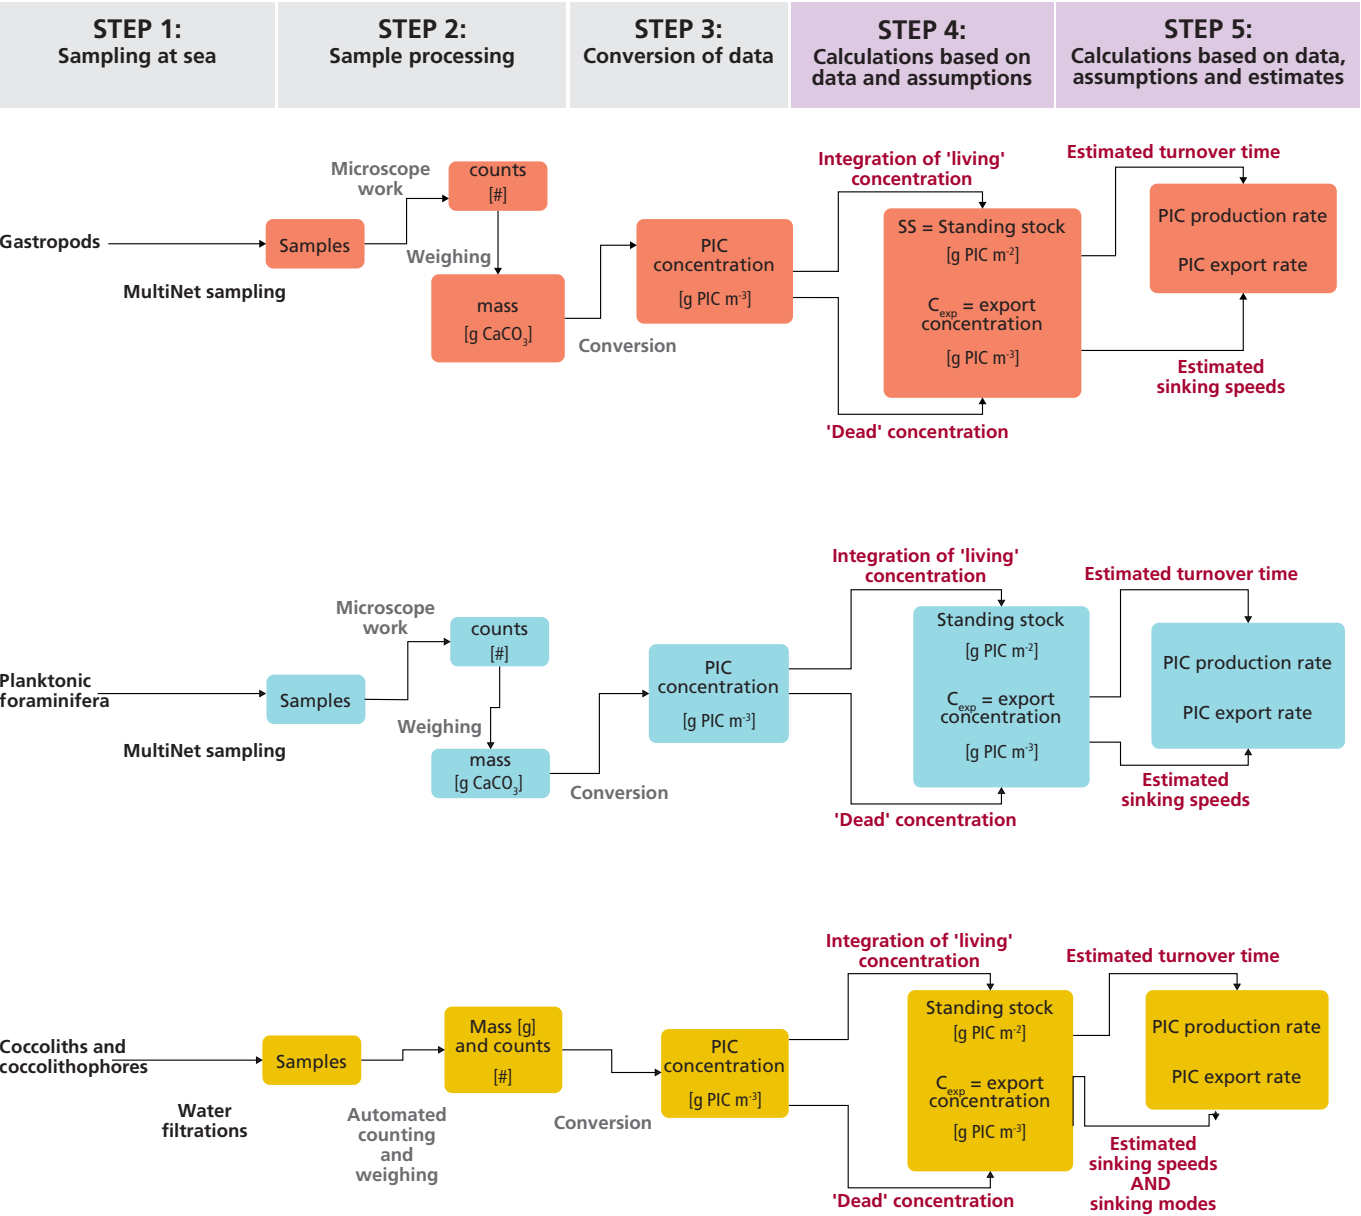 STEP 1:
Sampling at sea
STEP 2:
Sample processing
STEP 3:
Conversion of data
STEP 4:
Calculations based on
data and assumptions
STEP 5:
Calculations based on data,
assumptions and estimates
Gastropods
MultiNet sampling
Samples
Microscope
work
counts
[#]
Weighing
mass
[g CaCO₃]
Conversion
PIC
concentration
[g PIC m⁻³]
Integration of 'living'
concentration
'Dead' concentration
SS = Standing stock
[g PIC m⁻²]
Cₑₓₚ = export
concentration
[g PIC m⁻³]
Estimated turnover time
Estimated
sinking speeds
PIC production rate
PIC export rate
Planktonic
foraminifera
MultiNet sampling
Samples
Microscope
work
counts
[#]
Weighing
mass
[g CaCO₃]
Conversion
PIC
concentration
[g PIC m⁻³]
Integration of 'living'
concentration
'Dead' concentration
Standing stock
[g PIC m⁻²]
Cₑₓₚ = export
concentration
[g PIC m⁻³]
Estimated turnover time
Estimated
sinking speeds
PIC production rate
PIC export rate
Coccoliths and
coccolithophores
Water
filtrations
Samples
Automated
counting
and
weighing
Mass [g]
and counts
[#]
Conversion
PIC
concentration
[g PIC m⁻³]
Integration of 'living'
concentration
'Dead' concentration
Standing stock
[g PIC m⁻²]
Cₑₓₚ = export
concentration
[g PIC m⁻³]
Estimated turnover time
Estimated
sinking speeds
AND
sinking modes
PIC production rate
PIC export rate